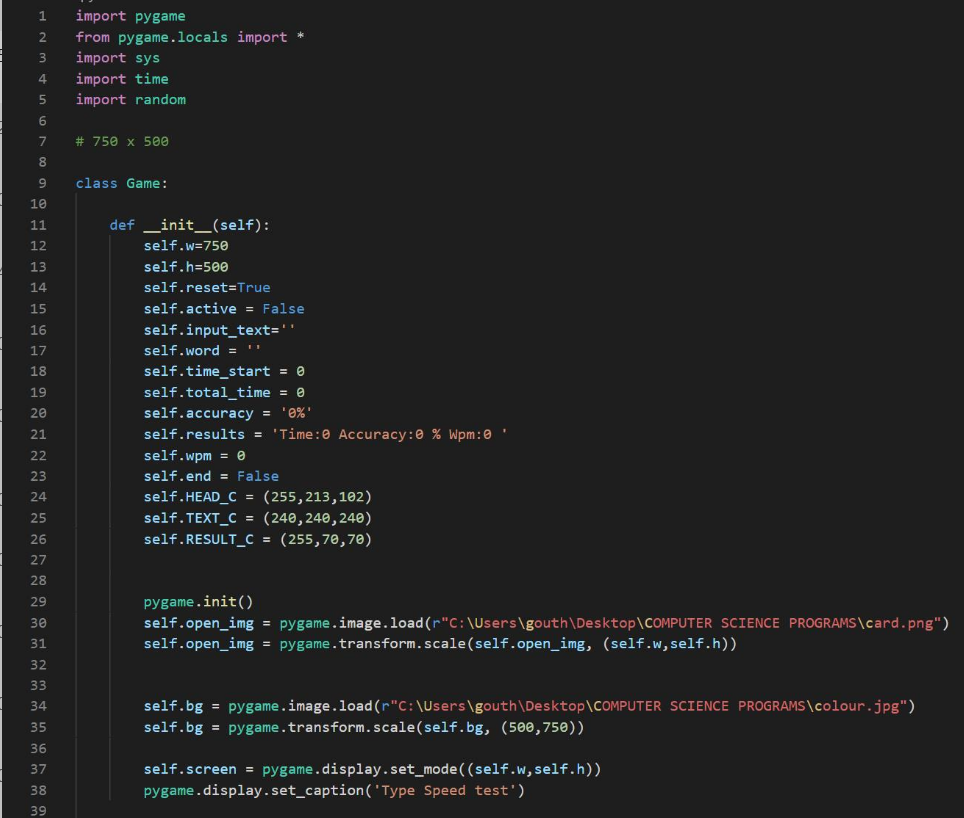 1 import pygame
2 from pygame.locals import *
3 import sys
4 import time
5 import random
6
7 # 750 x 500
8
9 class Game:
10
11     def __init__(self):
12         self.w=750
13         self.h=500
14         self.reset=True
15         self.active = False
16         self.input_text=''
17         self.word = ''
18         self.time_start = 0
19         self.total_time = 0
20         self.accuracy = '0%'
21         self.results = 'Time:0 Accuracy:0 % Wpm:0 '
22         self.wpm = 0
23         self.end = False
24         self.HEAD_C = (255,213,102)
25         self.TEXT_C = (240,240,240)
26         self.RESULT_C = (255,70,70)
27
28
29         pygame.init()
30         self.open_img = pygame.image.load(r"C:\Users\gouth\Desktop\COMPUTER SCIENCE PROGRAMS\card.png")
31         self.open_img = pygame.transform.scale(self.open_img, (self.w,self.h))
32
33
34         self.bg = pygame.image.load(r"C:\Users\gouth\Desktop\COMPUTER SCIENCE PROGRAMS\colour.jpg")
35         self.bg = pygame.transform.scale(self.bg, (500,750))
36
37         self.screen = pygame.display.set_mode((self.w,self.h))
38         pygame.display.set_caption('Type Speed test')
39